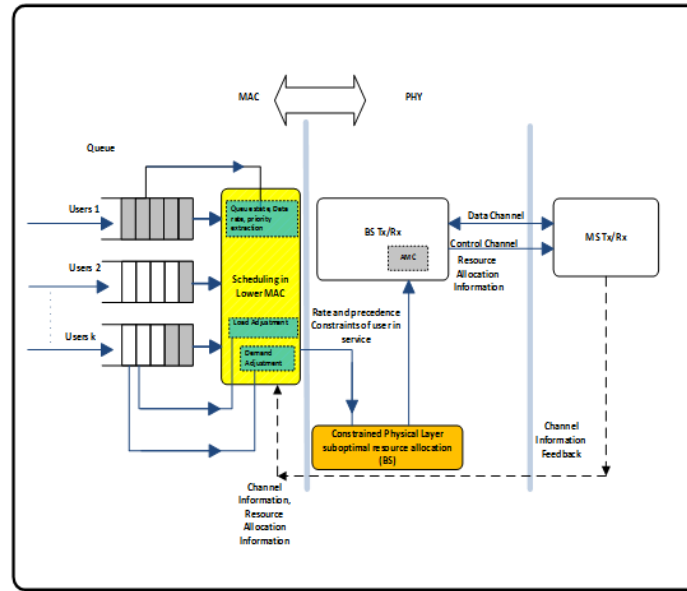 MAC
PHY
Queue
Users 1
Users 2
Users k
Queue state, Data
rate, priority
extraction
Scheduling in
Lower MAC
Load Adjustment
Demand
Adjustment
BS Tx/Rx
AMC
Data Channel
Control Channel
Resource
Allocation
Information
MS Tx/Rx
Rate and precedence
Constraints of user in
service
Constrained Physical Layer
suboptimal resource allocation
(BS)
Channel
Information
Feedback
Channel
Information,
Resource
Allocation
Information